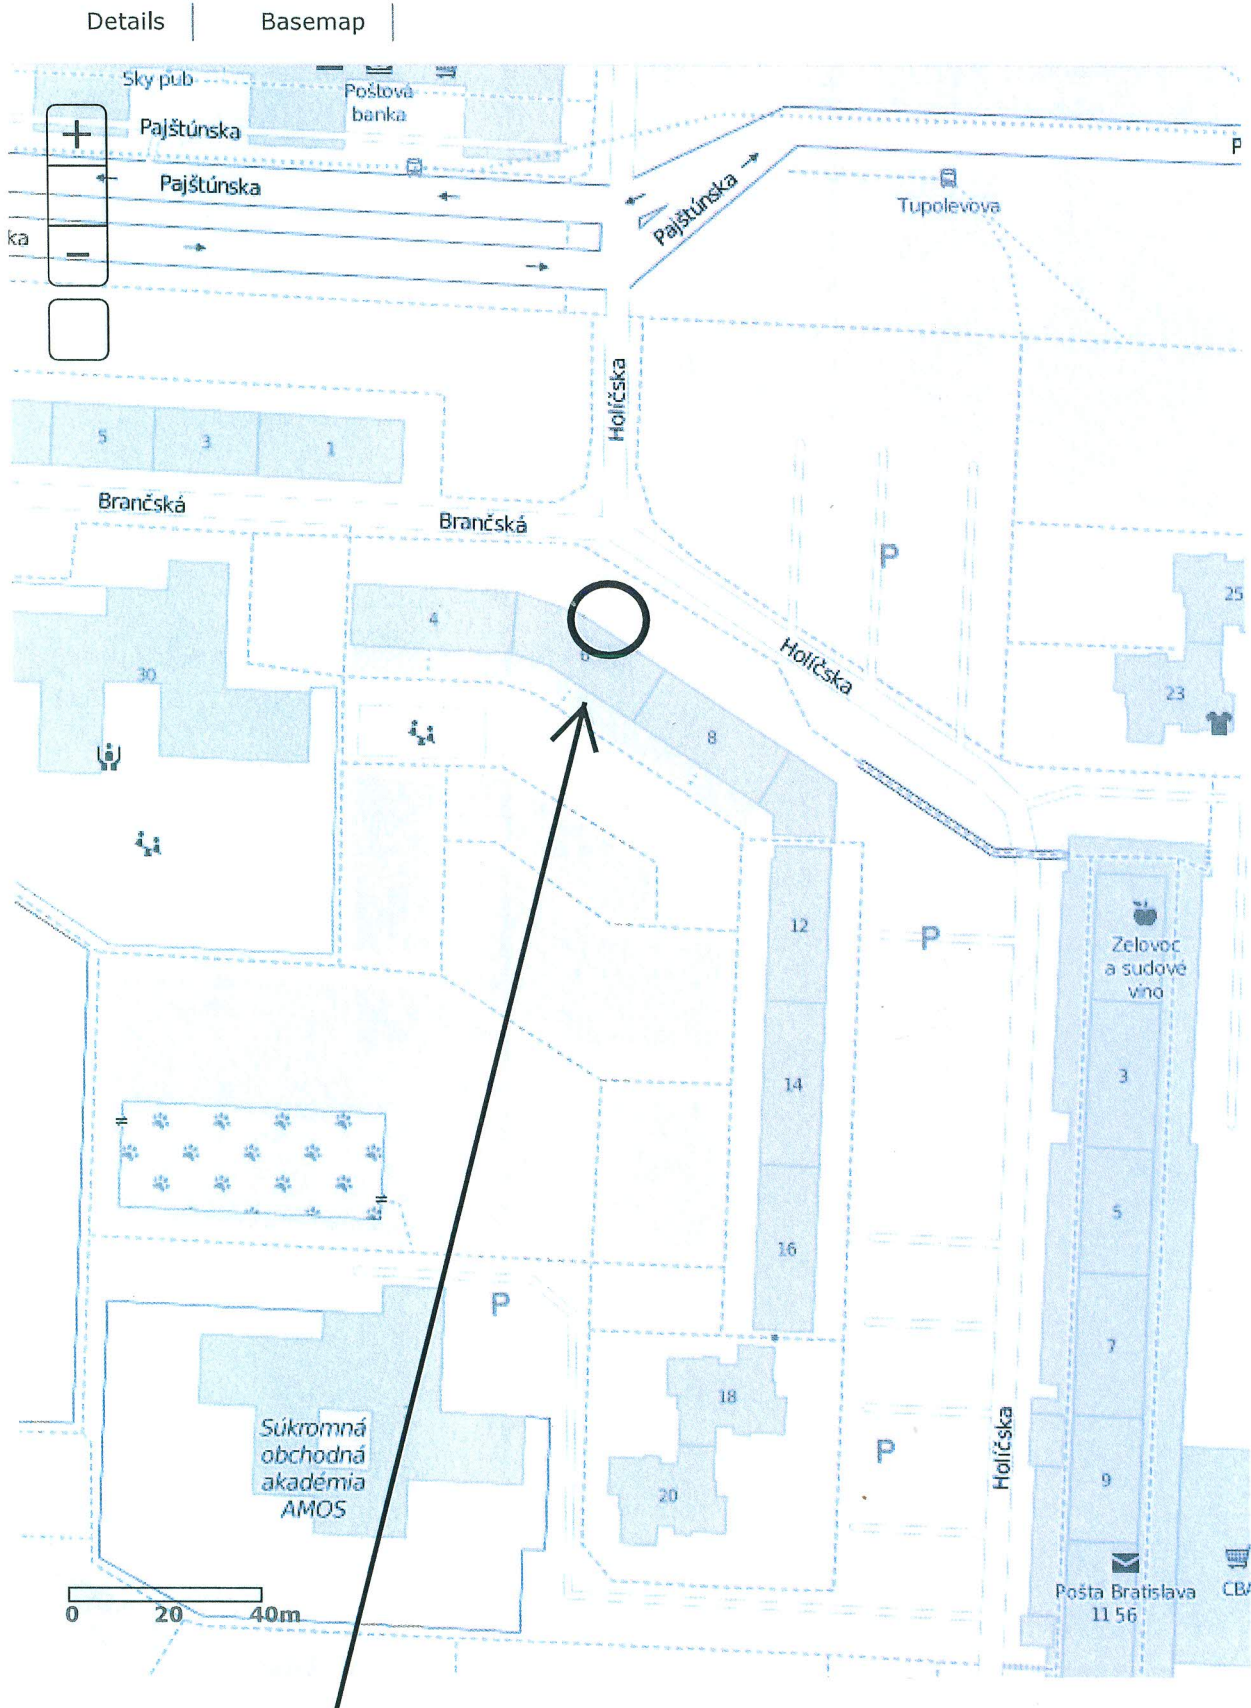 Details
Basemap
Sky pub
Poštová
banka
Pajštúnska
Pajštúnska
Pajštúnska
P
Tupolevova
ka
+
−
Holíčska
5
3
1
Brančská
Brančská
P
4
6
Holíčska
25
30
23
8
12
P
Zelovoc
a sudové
víno
14
3
5
16
P
7
18
Súkromná
obchodná
akadémia
AMOS
Holíčska
P
20
9
Pošta Bratislava
11 56
CBA
0 20 40m